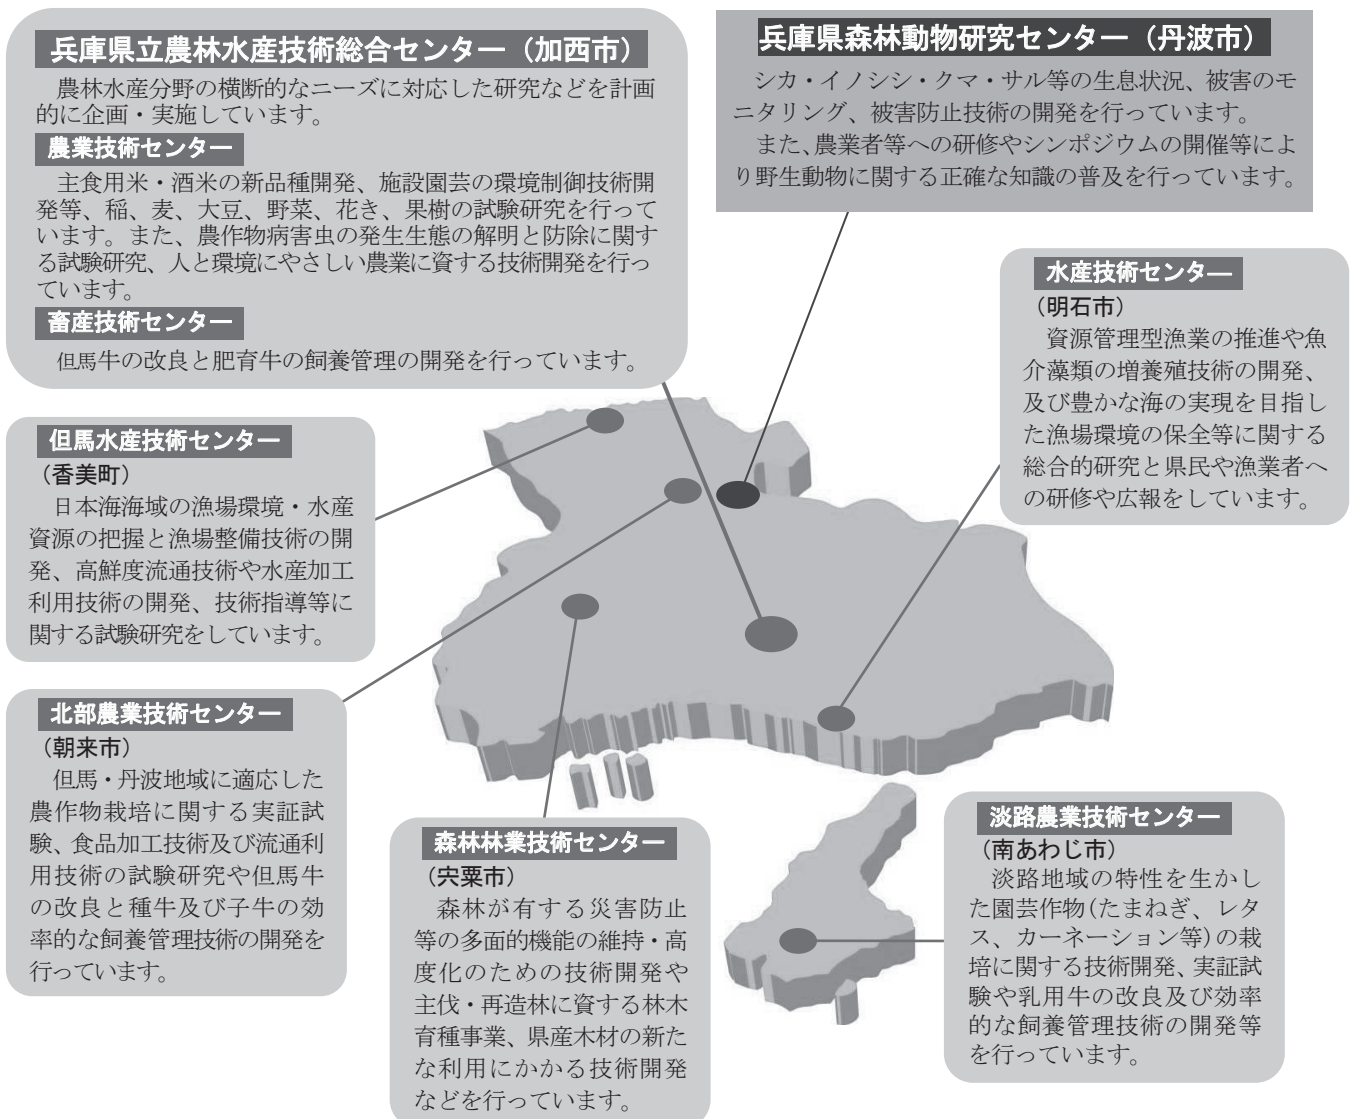 兵庫県立農林水産技術総合センター（加西市）
農林水産分野の横断的なニーズに対応した研究などを計画
的に企画・実施しています。
農業技術センター
主食用米・酒米の新品種開発、施設園芸の環境制御技術開
発等、稲、麦、大豆、野菜、花き、果樹の試験研究を行って
います。また、農作物病害虫の発生生態の解明と防除に関す
る試験研究、人と環境にやさしい農業に資する技術開発を行っ
ています。
畜産技術センター
但馬牛の改良と肥育牛の飼養管理の開発を行っています。
兵庫県森林動物研究センター（丹波市）
シカ・イノシシ・クマ・サル等の生息状況、被害のモ
ニタリング、被害防止技術の開発を行っています。
また、農業者等への研修やシンポジウムの開催等によ
り野生動物に関する正確な知識の普及を行っています。
水産技術センター
（明石市）
資源管理型漁業の推進や魚
介藻類の増養殖技術の開発、
及び豊かな海の実現を目指し
た漁場環境の保全等に関する
総合的研究と県民や漁業者へ
の研修や広報をしています。
但馬水産技術センター
（香美町）
日本海海域の漁場環境・水産
資源の把握と漁場整備技術の開
発、高鮮度流通技術や水産加工
利用技術の開発、技術指導等に
関する試験研究をしています。
北部農業技術センター
（朝来市）
但馬・丹波地域に適応した
農作物栽培に関する実証試
験、食品加工技術及び流通利
用技術の試験研究や但馬牛
の改良と種牛及び子牛の効
率的な飼養管理技術の開発を
行っています。
森林林業技術センター
（宍粟市）
森林が有する災害防止
等の多面的機能の維持・高
度化のための技術開発や
主伐・再造林に資する林木
育種事業、県産木材の新た
な利用にかかる技術開発
などを行っています。
淡路農業技術センター
（南あわじ市）
淡路地域の特性を生かし
た園芸作物(たまねぎ、レタ
ス、カーネーション等)の栽
培に関する技術開発、実証試
験や乳用牛の改良及び効率
的な飼養管理技術の開発等
を行っています。